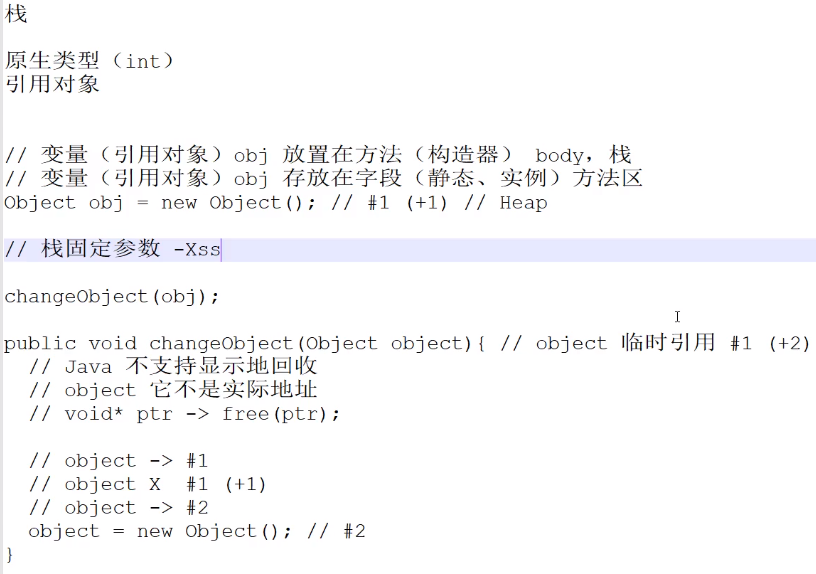 栈
原生类型（int）
引用对象
// 变量（引用对象）obj 放置在方法（构造器） body，栈
// 变量（引用对象）obj 存放在字段（静态、实例）方法区
Object obj = new Object(); // #1 (+1) // Heap
// 栈固定参数 -Xss
changeObject(obj);
public void changeObject(Object object){ // object 临时引用 #1 (+2)
// Java 不支持显示地回收
// object 它不是实际地址
// void* ptr -> free(ptr);
// object -> #1
// object X  #1 (+1)
// object -> #2
object = new Object(); // #2
}